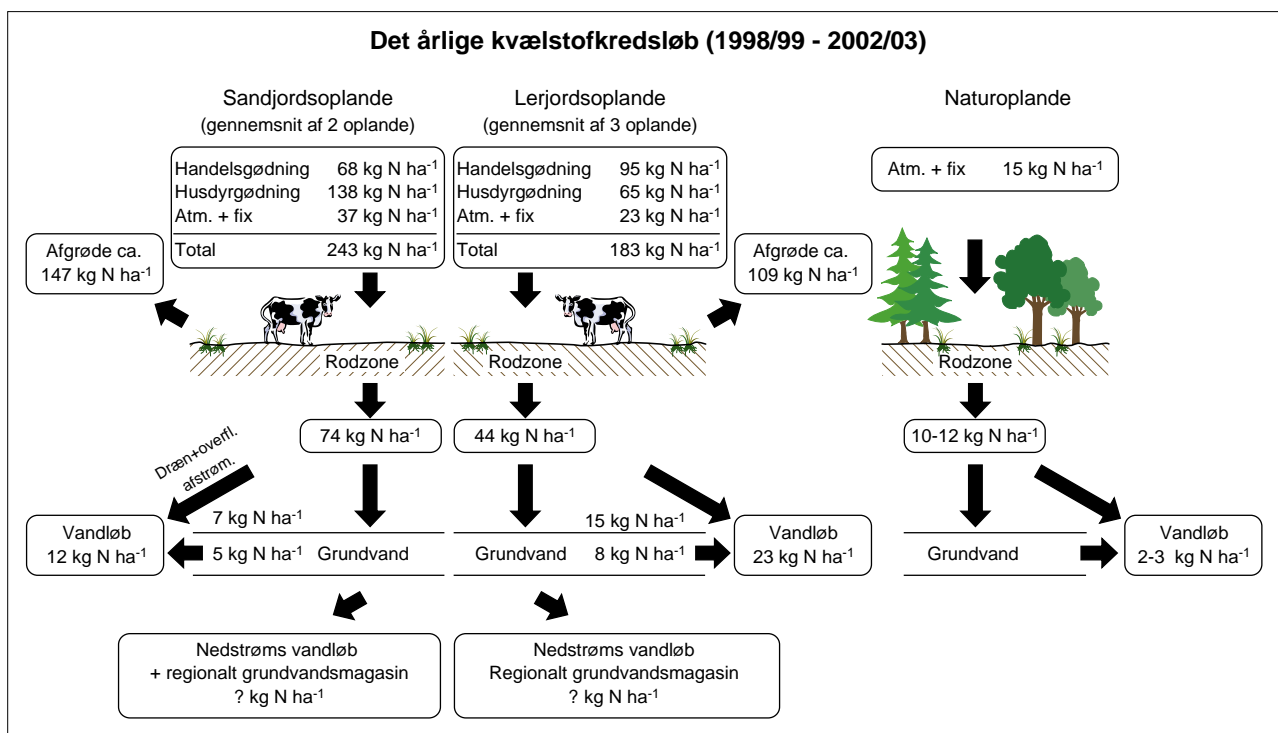 Det årlige kvælstofkredsløb (1998/99 - 2002/03)
Sandjordsoplande
(gennemsnit af 2 oplande)
Handelsgødning 68 kg N ha⁻¹
Husdyrgødning 138 kg N ha⁻¹
Atm. + fix 37 kg N ha⁻¹
Total 243 kg N ha⁻¹
Afgrøde ca.
147 kg N ha⁻¹
Rodzone
74 kg N ha⁻¹
Dræn+overfl.
afstrøm.
7 kg N ha⁻¹
Vandløb
12 kg N ha⁻¹
5 kg N ha⁻¹ Grundvand
Nedstrøms vandløb
+ regionalt grundvandsmagasin
? kg N ha⁻¹
Lerjordsoplande
(gennemsnit af 3 oplande)
Handelsgødning 95 kg N ha⁻¹
Husdyrgødning 65 kg N ha⁻¹
Atm. + fix 23 kg N ha⁻¹
Total 183 kg N ha⁻¹
Afgrøde ca.
109 kg N ha⁻¹
Rodzone
44 kg N ha⁻¹
15 kg N ha⁻¹
Grundvand 8 kg N ha⁻¹
Vandløb
23 kg N ha⁻¹
Nedstrøms vandløb
Regionalt grundvandsmagasin
? kg N ha⁻¹
Naturoplande
Atm. + fix 15 kg N ha⁻¹
Rodzone
10-12 kg N ha⁻¹
Grundvand
Vandløb
2-3 kg N ha⁻¹